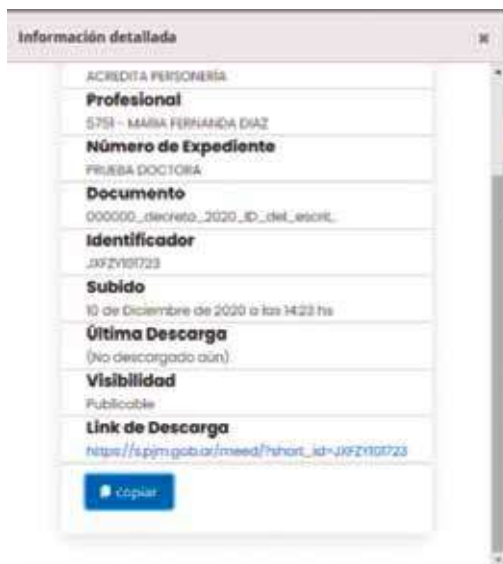 Información detallada
ACREDITA PERSONERÍA
Profesional
5751 - MARIA FERNANDA DIAZ
Número de Expediente
PRUEBA DOCTORA
Documento
000000_decreto_2020_ID_del_escrit...
Identificador
JXFZY101723
Subido
10 de Diciembre de 2020 a las 14:23 hs
Última Descarga
(No descargado aún)
Visibilidad
Publicable
Link de Descarga
https://s.pjm.gob.ar/meed/?short_id=JXFZY101723
copiar